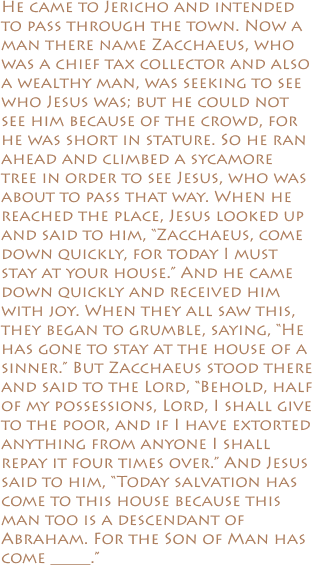 He came to Jericho and intended
to pass through the town. Now a
man there name Zacchaeus, who
was a chief tax collector and also
a wealthy man, was seeking to see
who Jesus was; but he could not
see him because of the crowd, for
he was short in stature. So he ran
ahead and climbed a sycamore
tree in order to see Jesus, who was
about to pass that way. When he
reached the place, Jesus looked up
and said to him, “Zacchaeus, come
down quickly, for today I must
stay at your house.” And he came
down quickly and received him
with joy. When they all saw this,
they began to grumble, saying, “He
has gone to stay at the house of a
sinner.” But Zacchaeus stood there
and said to the Lord, “Behold, half
of my possessions, Lord, I shall give
to the poor, and if I have extorted
anything from anyone I shall
repay it four times over.” And Jesus
said to him, “Today salvation has
come to this house because this
man too is a descendant of
Abraham. For the Son of Man has
come _____.”